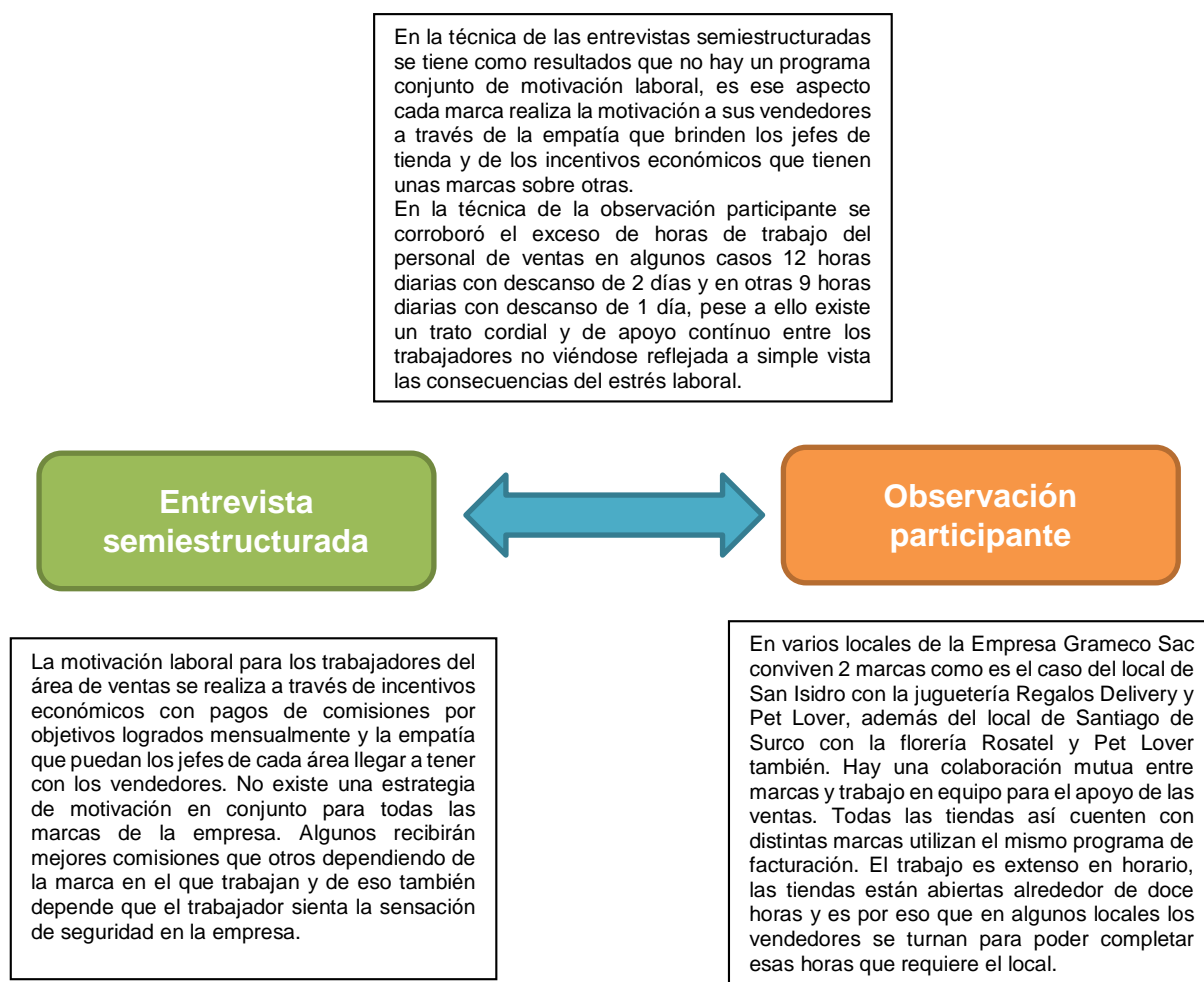 En la técnica de las entrevistas semiestructuradas
se tiene como resultados que no hay un programa
conjunto de motivación laboral, es ese aspecto
cada marca realiza la motivación a sus vendedores
a través de la empatía que brinden los jefes de
tienda y de los incentivos económicos que tienen
unas marcas sobre otras.
En la técnica de la observación participante se
corroboró el exceso de horas de trabajo del
personal de ventas en algunos casos 12 horas
diarias con descanso de 2 días y en otras 9 horas
diarias con descanso de 1 día, pese a ello existe
un trato cordial y de apoyo contínuo entre los
trabajadores no viéndose reflejada a simple vista
las consecuencias del estrés laboral.
Entrevista
semiestructurada
Observación
participante
La motivación laboral para los trabajadores del
área de ventas se realiza a través de incentivos
económicos con pagos de comisiones por
objetivos logrados mensualmente y la empatía
que puedan los jefes de cada área llegar a tener
con los vendedores. No existe una estrategia
de motivación en conjunto para todas las
marcas de la empresa. Algunos recibirán
mejores comisiones que otros dependiendo de
la marca en el que trabajan y de eso también
depende que el trabajador sienta la sensación
de seguridad en la empresa.
En varios locales de la Empresa Grameco Sac
conviven 2 marcas como es el caso del local de
San Isidro con la juguetería Regalos Delivery y
Pet Lover, además del local de Santiago de
Surco con la florería Rosatel y Pet Lover
también. Hay una colaboración mutua entre
marcas y trabajo en equipo para el apoyo de las
ventas. Todas las tiendas así cuenten con
distintas marcas utilizan el mismo programa de
facturación. El trabajo es extenso en horario,
las tiendas están abiertas alrededor de doce
horas y es por eso que en algunos locales los
vendedores se turnan para poder completar
esas horas que requiere el local.